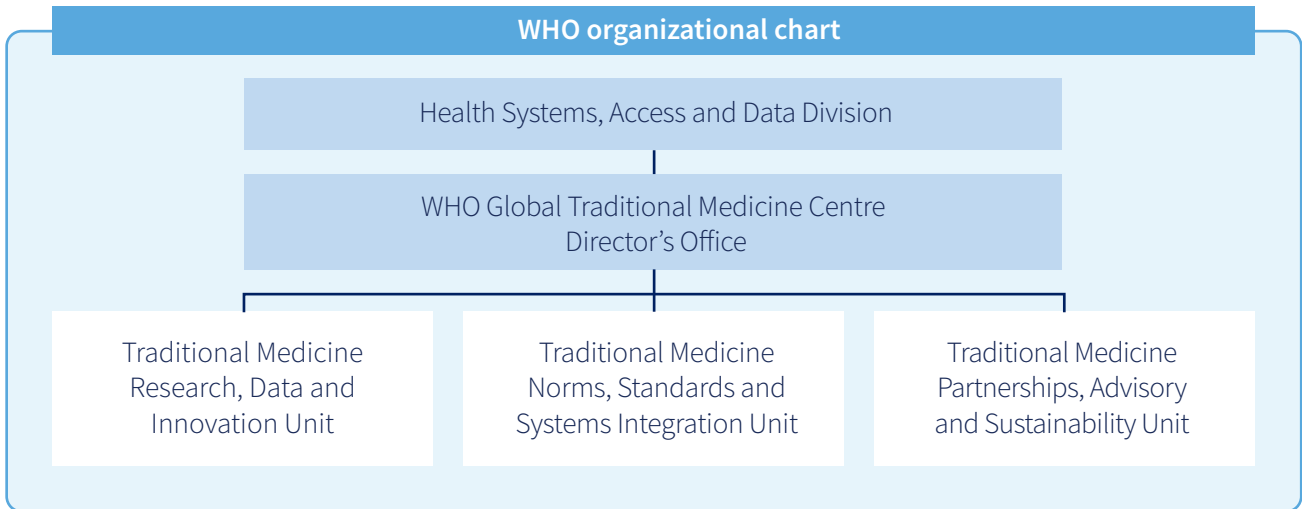 WHO organizational chart
Health Systems, Access and Data Division
WHO Global Traditional Medicine Centre
Director’s Office
Traditional Medicine
Research, Data and
Innovation Unit
Traditional Medicine
Norms, Standards and
Systems Integration Unit
Traditional Medicine
Partnerships, Advisory
and Sustainability Unit